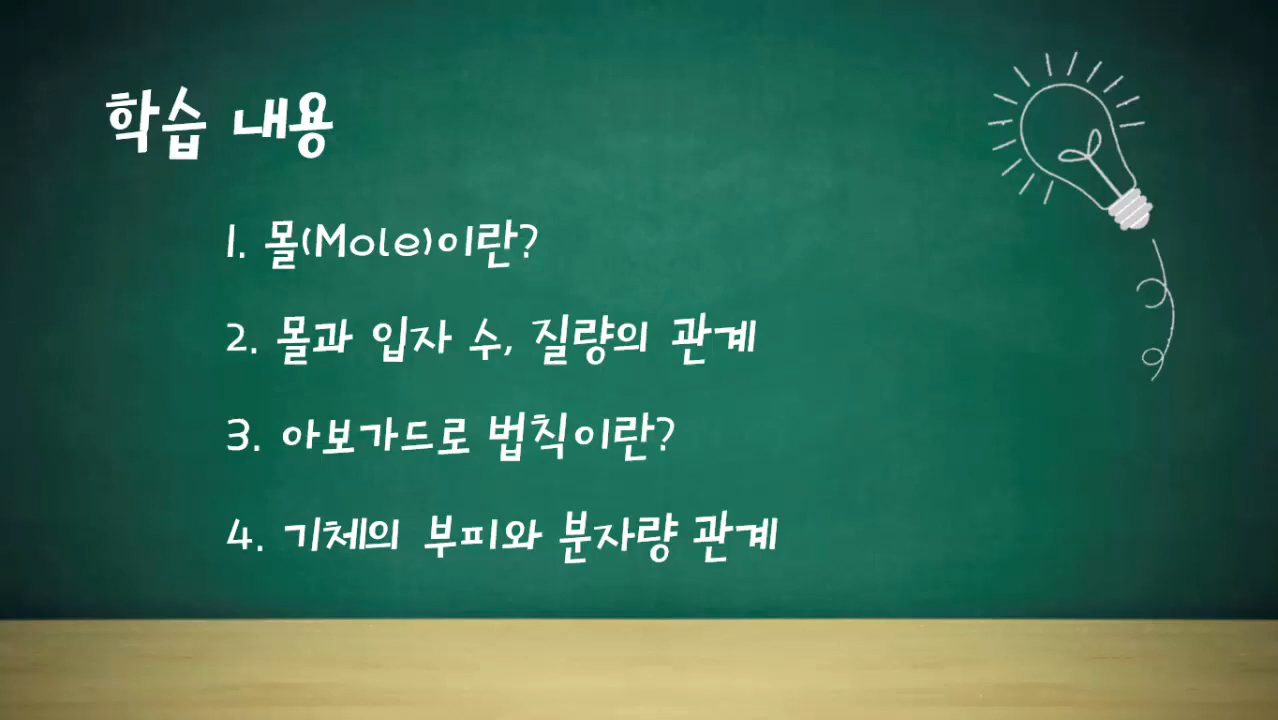 학습 내용
1. 몰(Mole)이란?
2. 몰과 입자 수, 질량의 관계
3. 아보가드로 법칙이란?
4. 기체의 부피와 분자량 관계